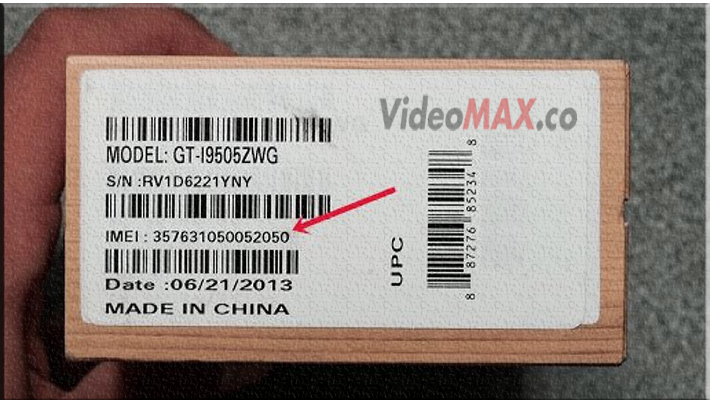 VideoMAX.co
MODEL: GT-I9505ZWG
S/N :RV1D6221YNY
IMEI : 357631050052050
Date :06/21/2013
MADE IN CHINA
UPC
8 87276 85234 8